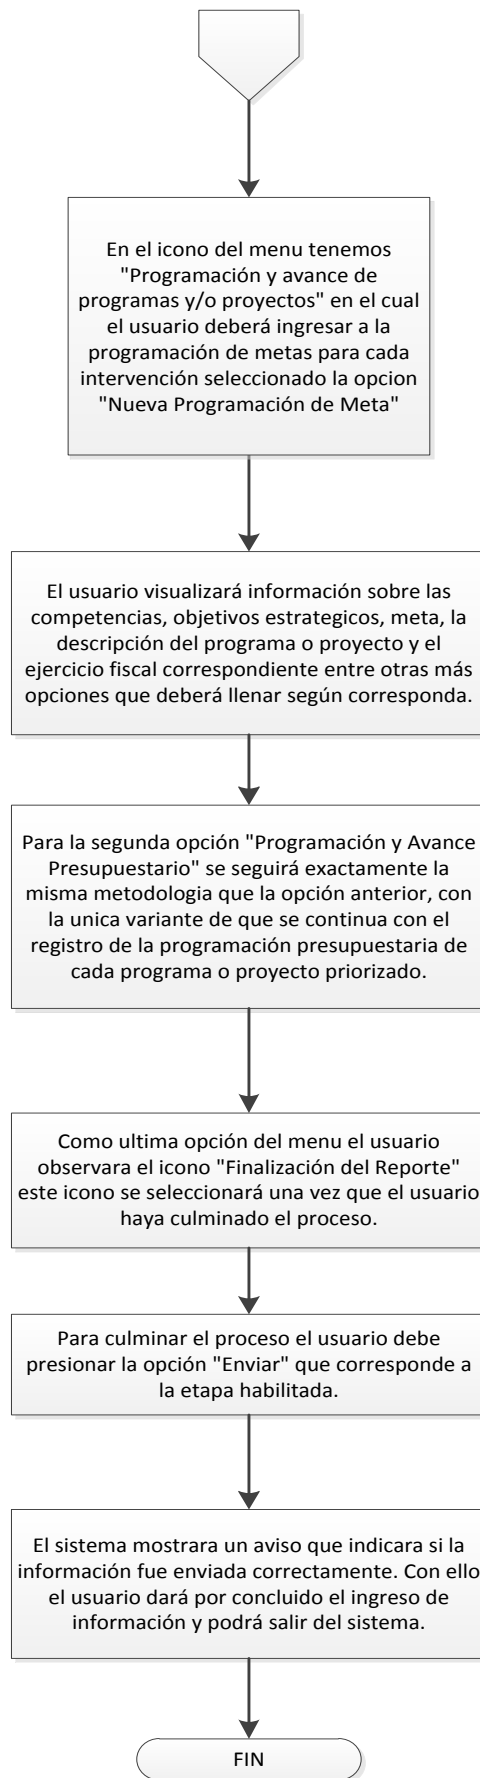 En el icono del menu tenemos
"Programación y avance de
programas y/o proyectos" en el cual
el usuario deberá ingresar a la
programación de metas para cada
intervención seleccionado la opcion
"Nueva Programación de Meta"
El usuario visualizará información sobre las
competencias, objetivos estrategicos, meta, la
descripción del programa o proyecto y el
ejercicio fiscal correspondiente entre otras más
opciones que deberá llenar según corresponda.
Para la segunda opción "Programación y Avance
Presupuestario" se seguirá exactamente la
misma metodologia que la opción anterior, con
la unica variante de que se continua con el
registro de la programación presupuestaria de
cada programa o proyecto priorizado.
Como ultima opción del menu el usuario
observara el icono "Finalización del Reporte"
este icono se seleccionará una vez que el usuario
haya culminado el proceso.
Para culminar el proceso el usuario debe
presionar la opción "Enviar" que corresponde a
la etapa habilitada.
El sistema mostrara un aviso que indicara si la
información fue enviada correctamente. Con ello
el usuario dará por concluido el ingreso de
información y podrá salir del sistema.
FIN